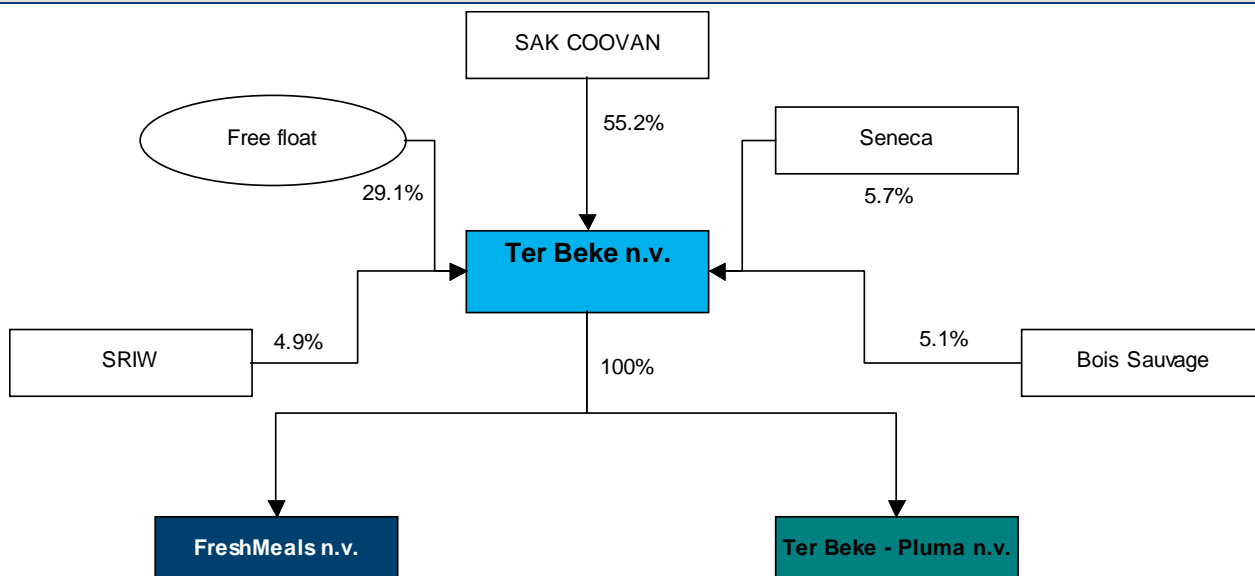 SAK COOVAN
55.2%
Free float
29.1%
Seneca
5.7%
Ter Beke n.v.
SRIW
4.9%
100%
5.1%
Bois Sauvage
FreshMeals n.v.
Ter Beke - Pluma n.v.